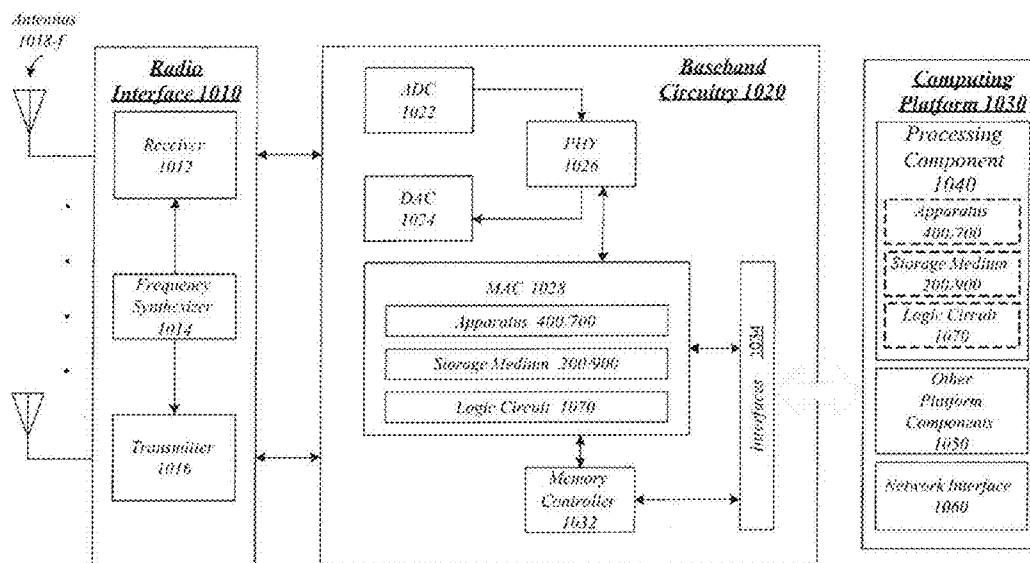 Antennas
1018-f
Radio
Interface 1010
Receiver
1012
Frequency
Synthesizer
1014
Transmitter
1016
Baseband
Circuitry 1020
ADC
1022
PHY
1026
DAC
1024
MAC 1028
Apparatus 400/700
Storage Medium 200/900
Logic Circuit 1070
Interfaces 1034
Memory
Controller
1032
Computing
Platform 1030
Processing
Component
1040
Apparatus
400/700
Storage Medium
200/900
Logic Circuit
1070
Other
Platform
Components
1050
Network Interface
1060